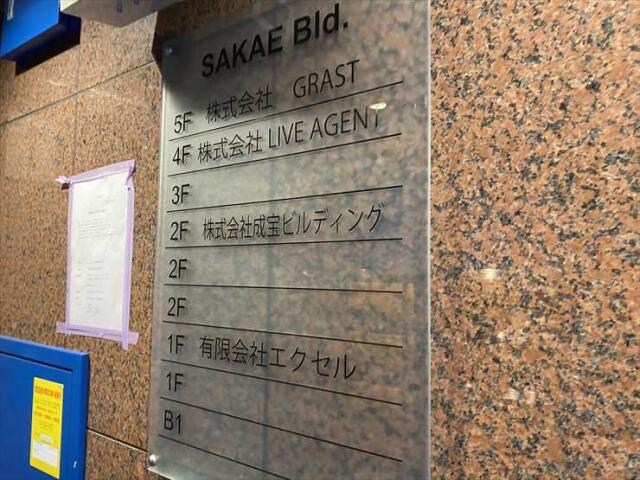 SAKAE Bld.
5F 株式会社 GRAST
4F 株式会社 LIVE AGENT
3F
2F 株式会社成宝ビルディング
2F
2F
1F 有限会社エクセル
1F
B1